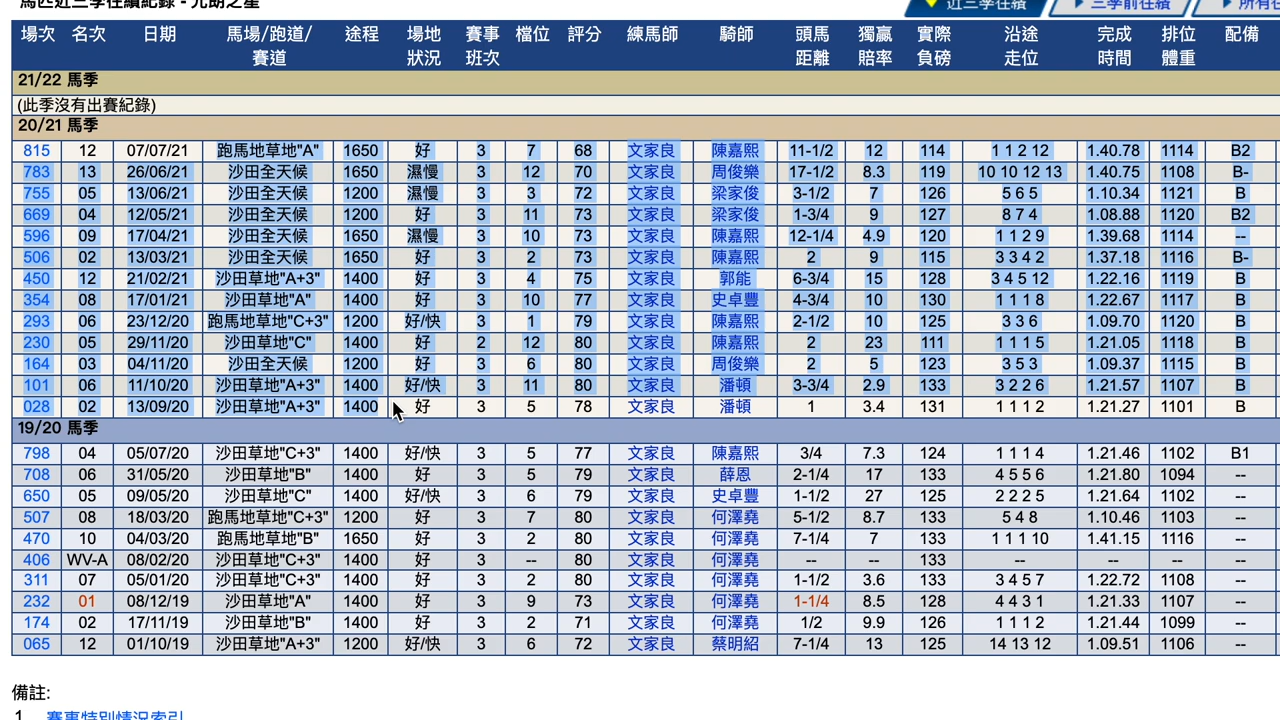 馬匹近三季往績紀錄 - 元朗之星
近三季往績 三季前往績 所有往
場次 名次 日期 馬場/跑道/賽道 途程 場地狀況 賽事班次 檔位 評分 練馬師 騎師 頭馬距離 獨贏賠率 實際負磅 沿途走位 完成時間 排位體重 配備
21/22 馬季
(此季沒有出賽紀錄)
20/21 馬季
815 12 07/07/21 跑馬地草地"A" 1650 好 3 7 68 文家良 陳嘉熙 11-1/2 12 114 1 1 2 12 1.40.78 1114 B2
783 13 26/06/21 沙田全天候 1650 濕慢 3 12 70 文家良 周俊樂 17-1/2 8.3 119 10 10 12 13 1.40.75 1108 B-
755 05 13/06/21 沙田全天候 1200 濕慢 3 3 72 文家良 梁家俊 3-1/2 7 126 5 6 5 1.10.34 1121 B
669 04 12/05/21 沙田全天候 1200 好 3 11 73 文家良 梁家俊 1-3/4 9 127 8 7 4 1.08.88 1120 B2
596 09 17/04/21 沙田全天候 1650 濕慢 3 10 73 文家良 陳嘉熙 12-1/4 4.9 120 1 1 2 9 1.39.68 1114 --
506 02 13/03/21 沙田全天候 1650 好 3 2 73 文家良 陳嘉熙 2 9 115 3 3 4 2 1.37.18 1116 B-
450 12 21/02/21 沙田草地"A+3" 1400 好 3 4 75 文家良 郭能 6-3/4 15 128 3 4 5 12 1.22.16 1119 B
354 08 17/01/21 沙田草地"A" 1400 好 3 10 77 文家良 史卓豐 4-3/4 10 130 1 1 1 8 1.22.67 1117 B
293 06 23/12/20 跑馬地草地"C+3" 1200 好/快 3 1 79 文家良 陳嘉熙 2-1/2 10 125 3 3 6 1.09.70 1120 B
230 05 29/11/20 沙田草地"C" 1400 好 2 12 80 文家良 陳嘉熙 2 23 111 1 1 1 5 1.21.05 1118 B
164 03 04/11/20 沙田全天候 1200 好 3 6 80 文家良 周俊樂 2 5 123 3 5 3 1.09.37 1115 B
101 06 11/10/20 沙田草地"A+3" 1400 好/快 3 11 80 文家良 潘頓 3-3/4 2.9 133 3 2 2 6 1.21.57 1107 B
028 02 13/09/20 沙田草地"A+3" 1400 好 3 5 78 文家良 潘頓 1 3.4 131 1 1 1 2 1.21.27 1101 B
19/20 馬季
798 04 05/07/20 沙田草地"C+3" 1400 好/快 3 5 77 文家良 陳嘉熙 3/4 7.3 124 1 1 1 4 1.21.46 1102 B1
708 06 31/05/20 沙田草地"B" 1400 好 3 5 79 文家良 薛恩 2-1/4 17 133 4 5 5 6 1.21.80 1094 --
650 05 09/05/20 沙田草地"C" 1400 好/快 3 6 79 文家良 史卓豐 1-1/2 27 125 2 2 2 5 1.21.64 1102 --
507 08 18/03/20 跑馬地草地"C+3" 1200 好 3 7 80 文家良 何澤堯 5-1/2 8.7 133 5 4 8 1.10.46 1103 --
470 10 04/03/20 跑馬地草地"B" 1650 好 3 2 80 文家良 何澤堯 7-1/4 7 133 1 1 1 10 1.41.15 1116 --
406 WV-A 08/02/20 沙田草地"C+3" 1400 好 3 -- 80 文家良 何澤堯 -- -- 133 -- -- -- --
311 07 05/01/20 沙田草地"C+3" 1400 好 3 2 80 文家良 何澤堯 1-1/2 3.6 133 3 4 5 7 1.22.72 1108 --
232 01 08/12/19 沙田草地"A" 1400 好 3 9 73 文家良 何澤堯 1-1/4 8.5 128 4 4 3 1 1.21.33 1107 --
174 02 17/11/19 沙田草地"B" 1400 好 3 2 71 文家良 何澤堯 1/2 9.9 126 1 1 1 2 1.21.44 1099 --
065 12 01/10/19 沙田草地"A+3" 1200 好/快 3 6 72 文家良 蔡明紹 7-1/4 13 125 14 13 12 1.09.51 1106 --
備註:
1. 賽事特別情況索引